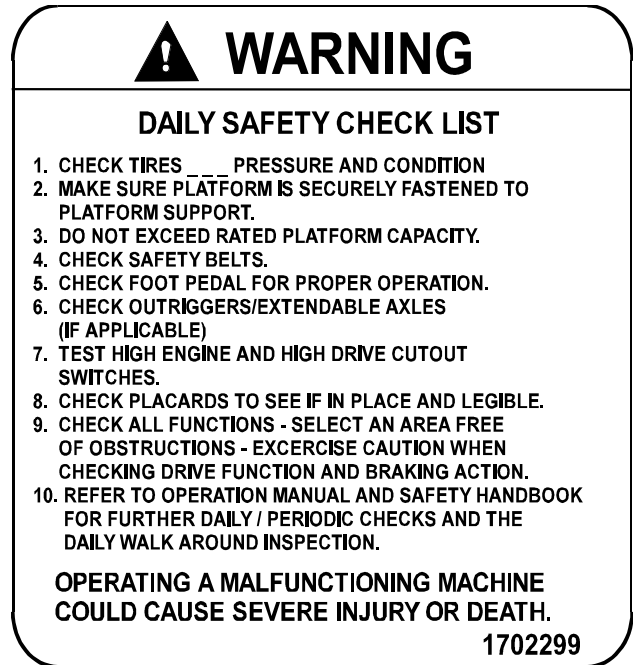 WARNING
DAILY SAFETY CHECK LIST
1. CHECK TIRES _ _ _ PRESSURE AND CONDITION
2. MAKE SURE PLATFORM IS SECURELY FASTENED TO
PLATFORM SUPPORT.
3. DO NOT EXCEED RATED PLATFORM CAPACITY.
4. CHECK SAFETY BELTS.
5. CHECK FOOT PEDAL FOR PROPER OPERATION.
6. CHECK OUTRIGGERS/EXTENDABLE AXLES
(IF APPLICABLE)
7. TEST HIGH ENGINE AND HIGH DRIVE CUTOUT
SWITCHES.
8. CHECK PLACARDS TO SEE IF IN PLACE AND LEGIBLE.
9. CHECK ALL FUNCTIONS - SELECT AN AREA FREE
OF OBSTRUCTIONS - EXCERCISE CAUTION WHEN
CHECKING DRIVE FUNCTION AND BRAKING ACTION.
10. REFER TO OPERATION MANUAL AND SAFETY HANDBOOK
FOR FURTHER DAILY / PERIODIC CHECKS AND THE
DAILY WALK AROUND INSPECTION.
OPERATING A MALFUNCTIONING MACHINE
COULD CAUSE SEVERE INJURY OR DEATH.
1702299